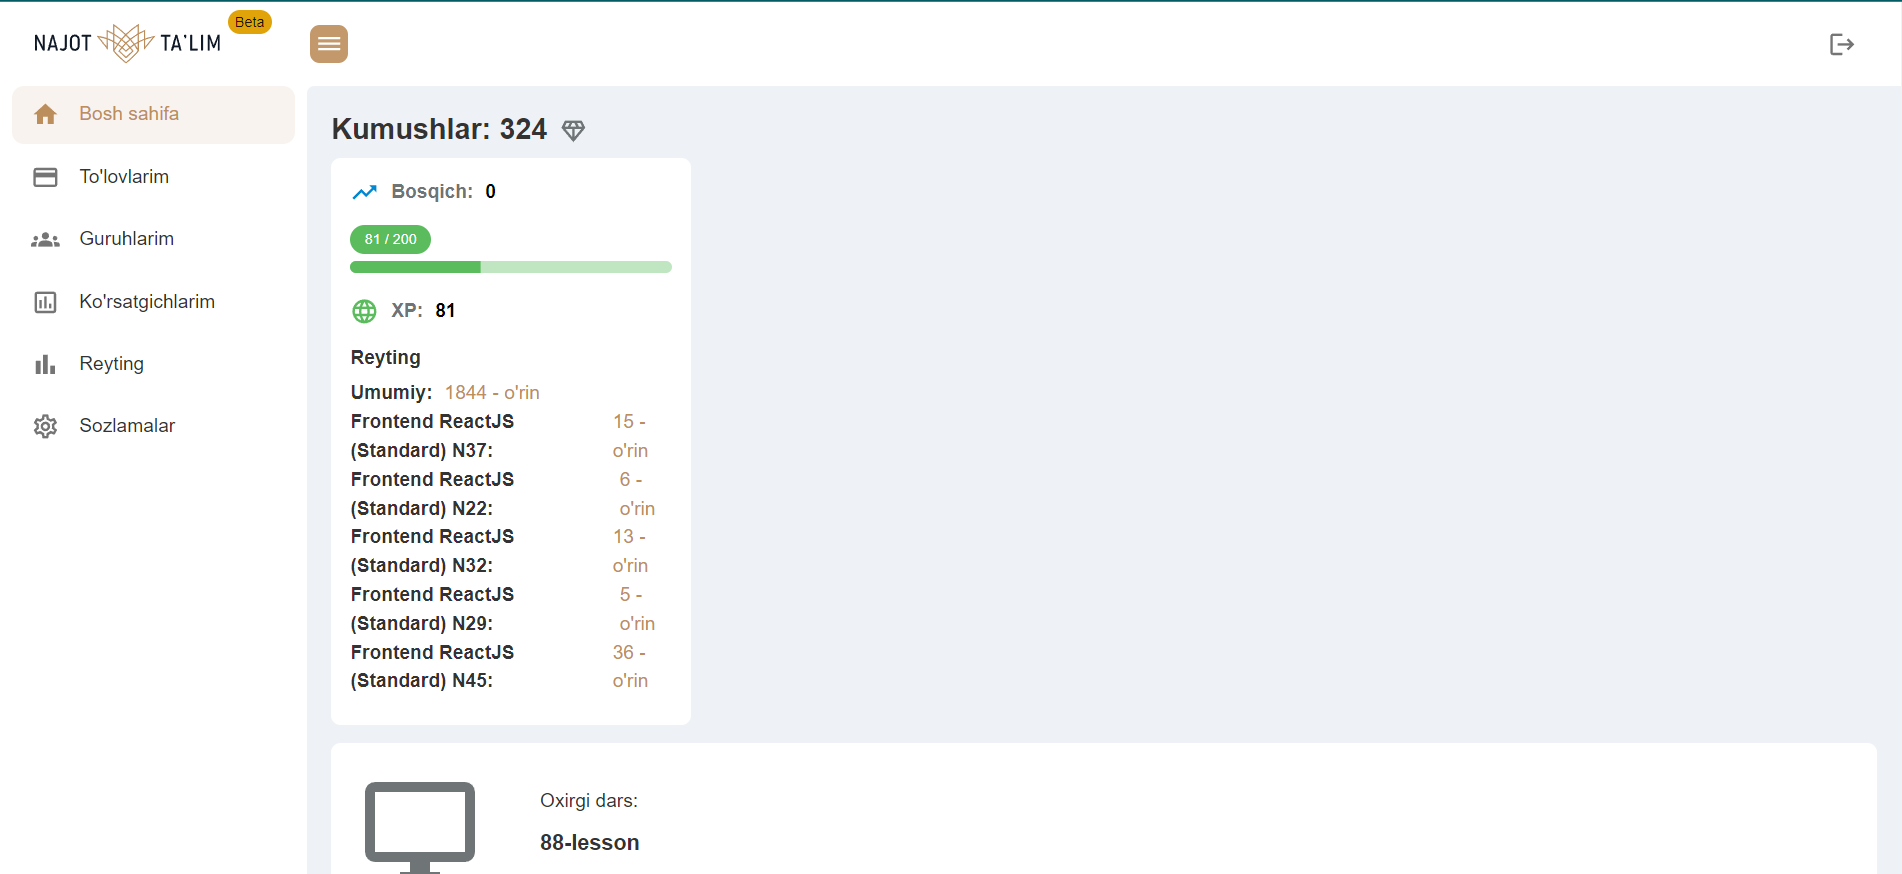 NAJOT TA'LIM
Beta
Bosh sahifa
To'lovlarim
Guruhlarim
Ko'rsatgichlarim
Reyting
Sozlamalar
Kumushlar: 324
Bosqich: 0
81 / 200
XP: 81
Reyting
Umumiy: 1844 - o'rin
Frontend ReactJS 15 -
(Standard) N37: o'rin
Frontend ReactJS 6 -
(Standard) N22: o'rin
Frontend ReactJS 13 -
(Standard) N32: o'rin
Frontend ReactJS 5 -
(Standard) N29: o'rin
Frontend ReactJS 36 -
(Standard) N45: o'rin
Oxirgi dars:
88-lesson